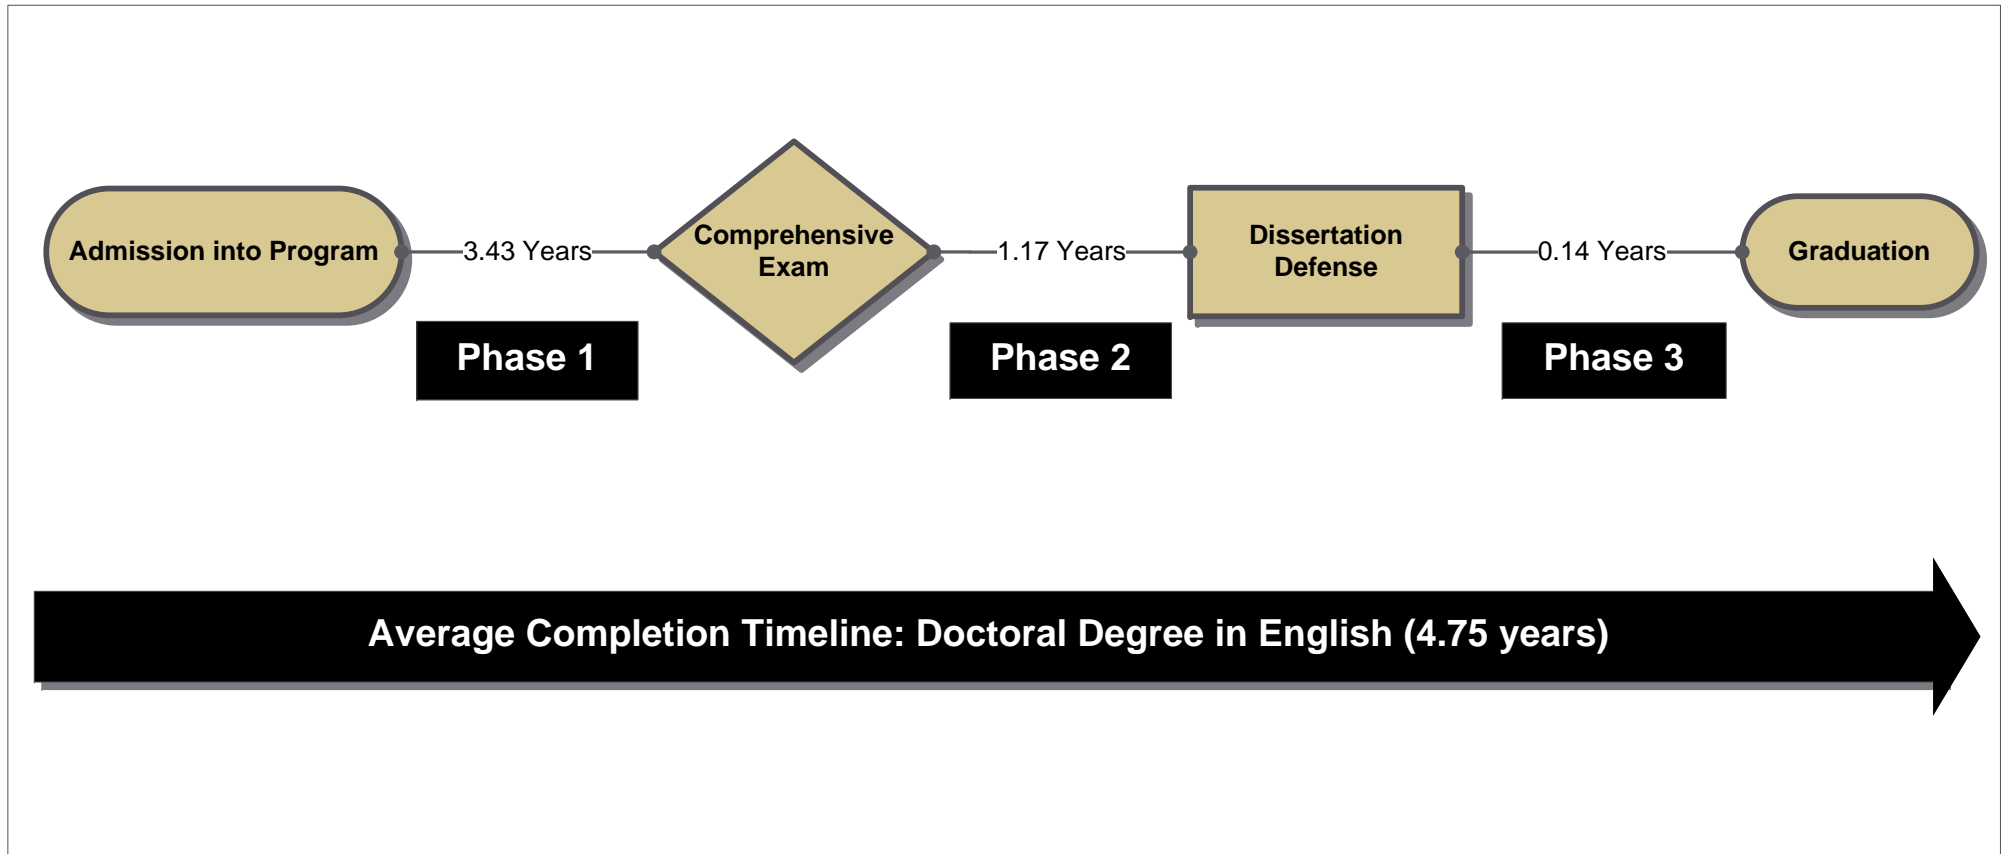 Admission into Program
3.43 Years
Comprehensive
Exam
1.17 Years
Dissertation
Defense
0.14 Years
Graduation
Phase 1
Phase 2
Phase 3
Average Completion Timeline: Doctoral Degree in English (4.75 years)